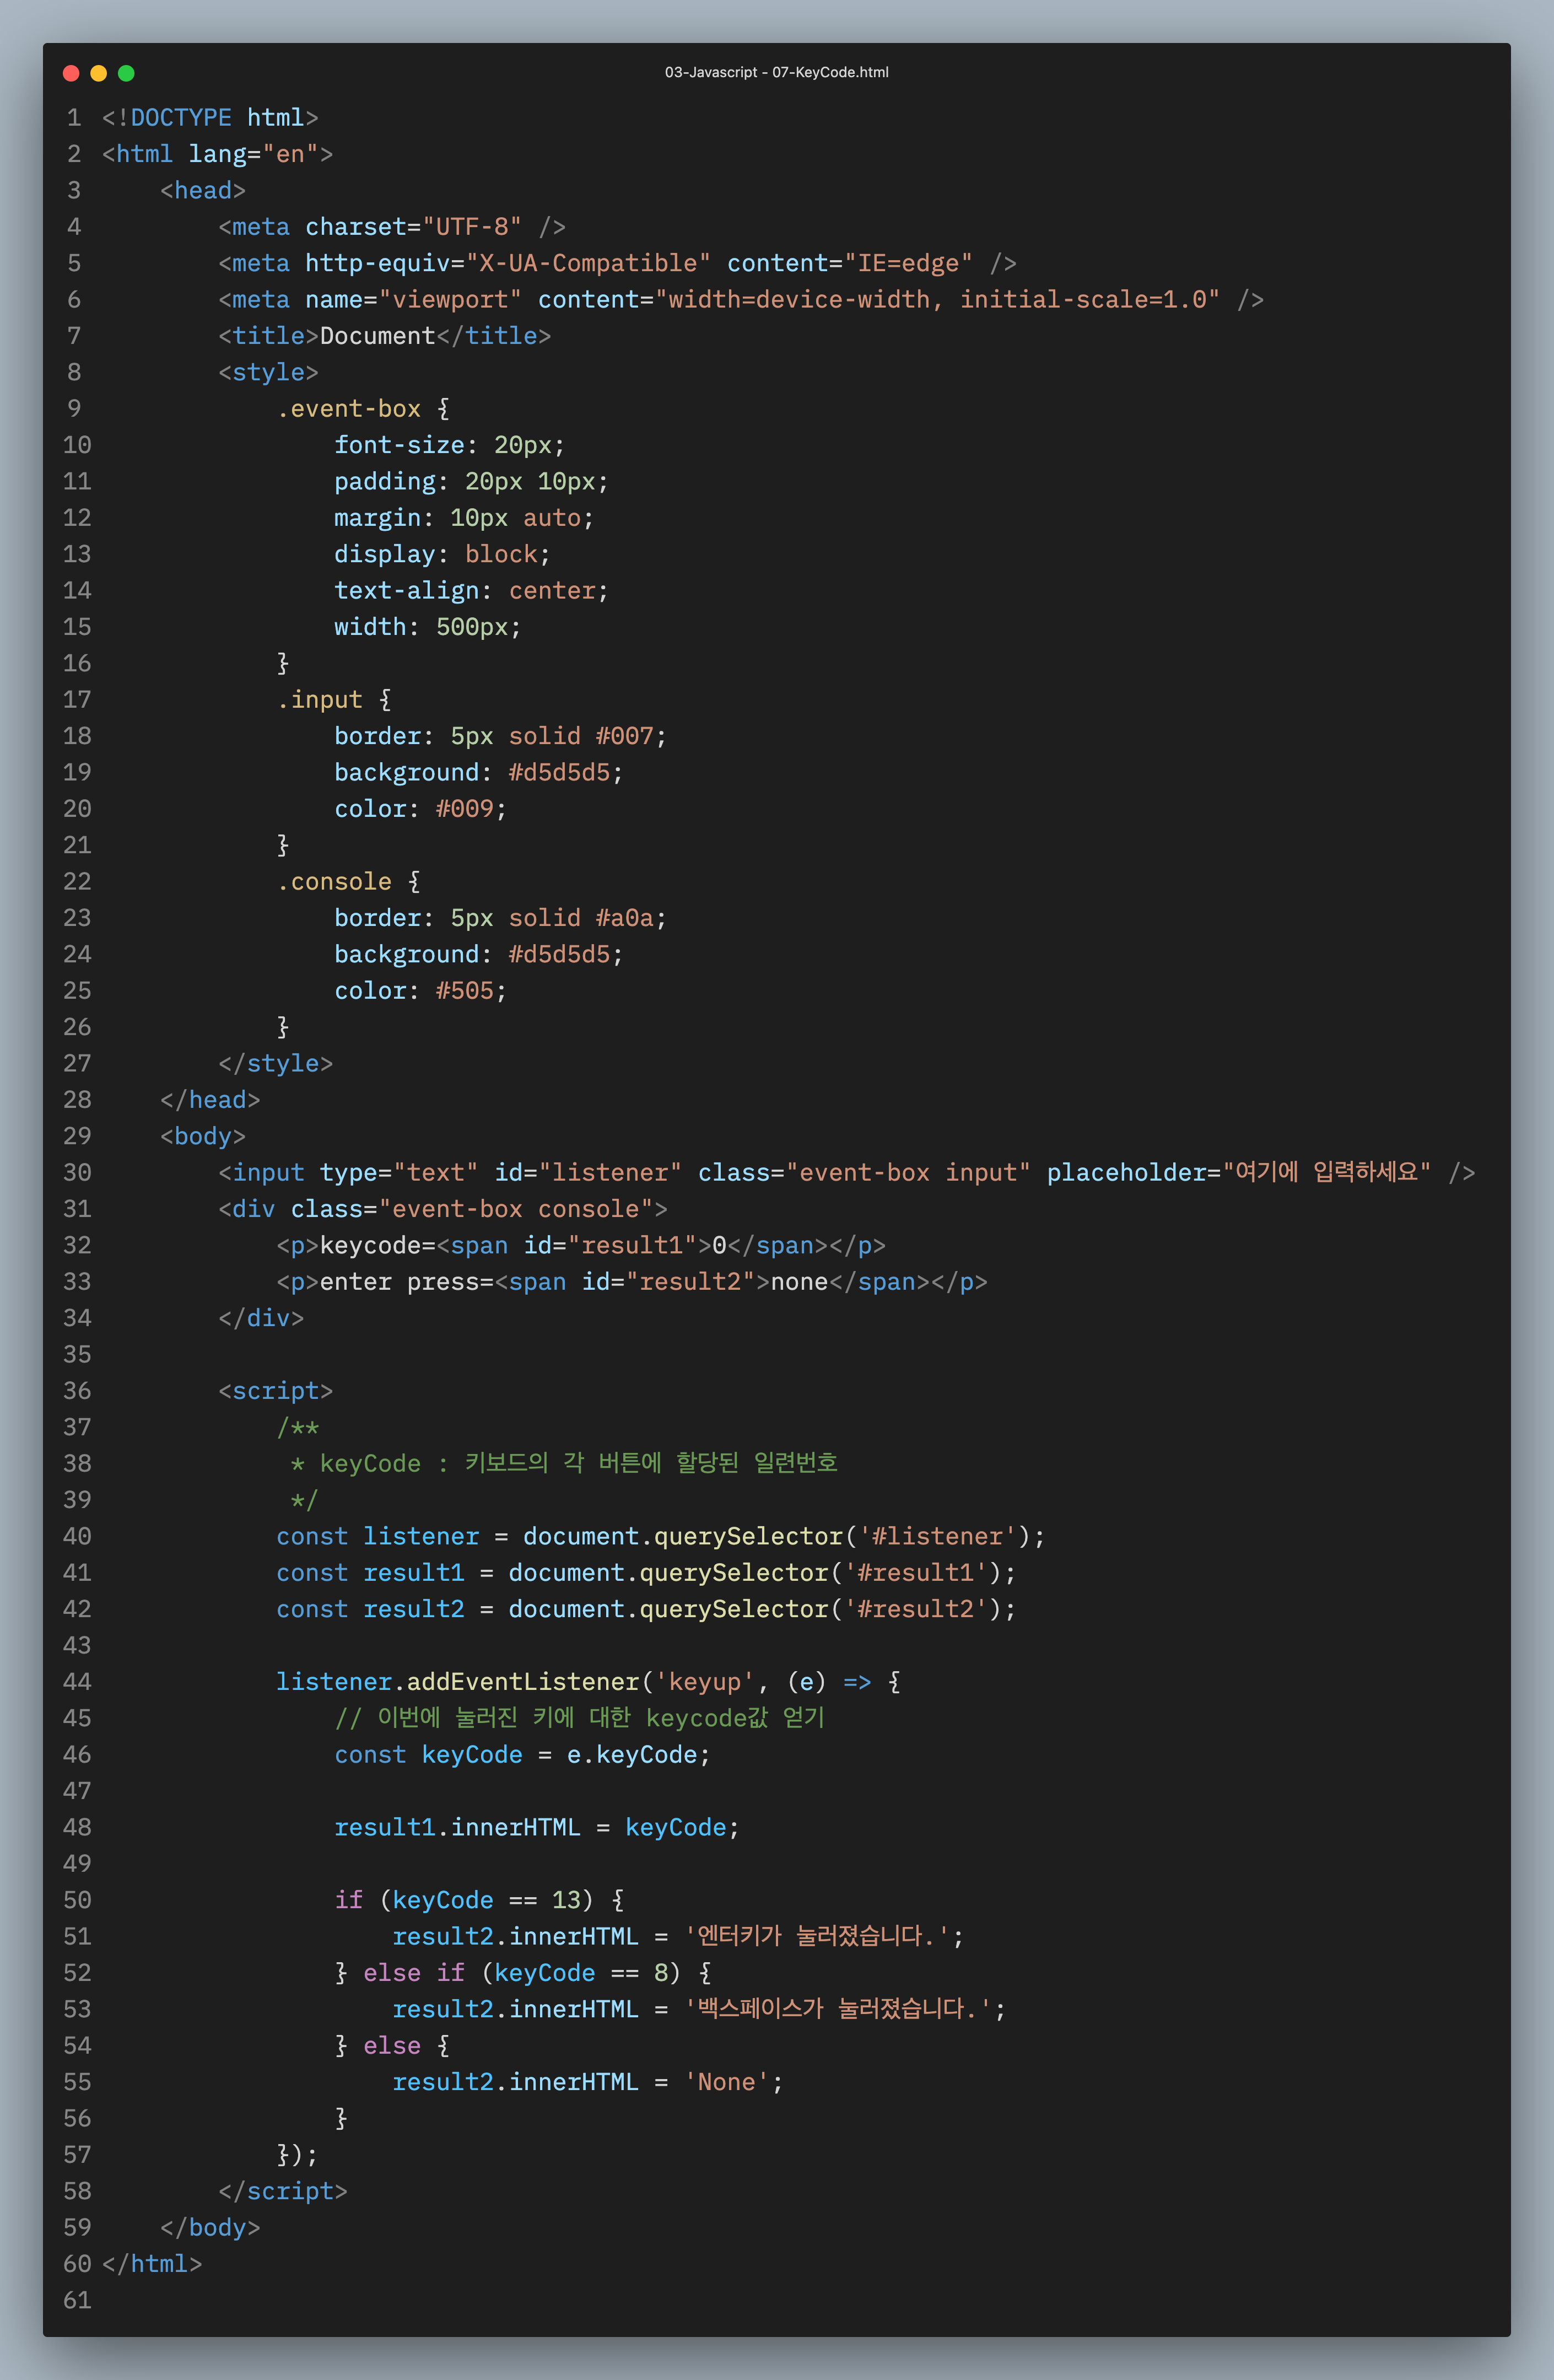 03-Javascript - 07-KeyCode.html
1 <!DOCTYPE html>
2 <html lang="en">
3     <head>
4         <meta charset="UTF-8" />
5         <meta http-equiv="X-UA-Compatible" content="IE=edge" />
6         <meta name="viewport" content="width=device-width, initial-scale=1.0" />
7         <title>Document</title>
8         <style>
9             .event-box {
10                 font-size: 20px;
11                 padding: 20px 10px;
12                 margin: 10px auto;
13                 display: block;
14                 text-align: center;
15                 width: 500px;
16             }
17             .input {
18                 border: 5px solid #007;
19                 background: #d5d5d5;
20                 color: #009;
21             }
22             .console {
23                 border: 5px solid #a0a;
24                 background: #d5d5d5;
25                 color: #505;
26             }
27         </style>
28     </head>
29     <body>
30         <input type="text" id="listener" class="event-box input" placeholder="여기에 입력하세요" />
31         <div class="event-box console">
32             <p>keycode=<span id="result1">0</span></p>
33             <p>enter press=<span id="result2">none</span></p>
34         </div>
35
36         <script>
37             /**
38              * keyCode : 키보드의 각 버튼에 할당된 일련번호
39              */
40             const listener = document.querySelector('#listener');
41             const result1 = document.querySelector('#result1');
42             const result2 = document.querySelector('#result2');
43
44             listener.addEventListener('keyup', (e) => {
45                 // 이번에 눌러진 키에 대한 keycode값 얻기
46                 const keyCode = e.keyCode;
47
48                 result1.innerHTML = keyCode;
49
50                 if (keyCode == 13) {
51                     result2.innerHTML = '엔터키가 눌러졌습니다.';
52                 } else if (keyCode == 8) {
53                     result2.innerHTML = '백스페이스가 눌러졌습니다.';
54                 } else {
55                     result2.innerHTML = 'None';
56                 }
57             });
58         </script>
59     </body>
60 </html>
61